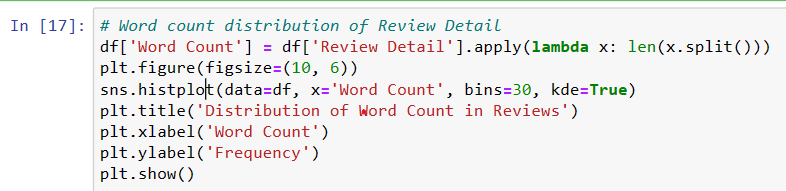 In [17]: # Word count distribution of Review Detail
df['Word Count'] = df['Review Detail'].apply(lambda x: len(x.split()))
plt.figure(figsize=(10, 6))
sns.histplot(data=df, x='Word Count', bins=30, kde=True)
plt.title('Distribution of Word Count in Reviews')
plt.xlabel('Word Count')
plt.ylabel('Frequency')
plt.show()